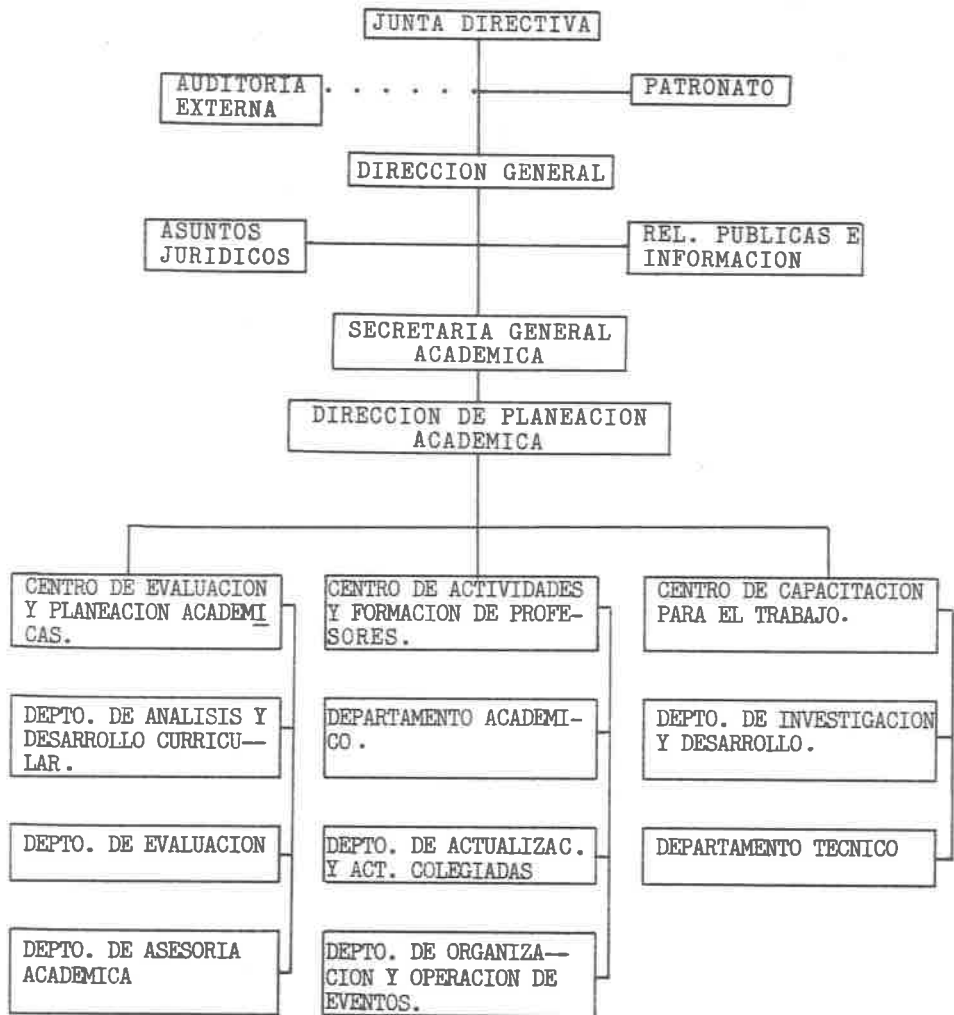 JUNTA DIRECTIVA
AUDITORIA
EXTERNA
PATRONATO
DIRECCION GENERAL
ASUNTOS
JURIDICOS
REL. PUBLICAS E
INFORMACION
SECRETARIA GENERAL
ACADEMICA
DIRECCION DE PLANEACION
ACADEMICA
CENTRO DE EVALUACION
Y PLANEACION ACADEMI
CAS.
DEPTO. DE ANALISIS Y
DESARROLLO CURRICU—
LAR.
DEPTO. DE EVALUACION
DEPTO. DE ASESORIA
ACADEMICA
CENTRO DE ACTIVIDADES
Y FORMACION DE PROFE-
SORES.
DEPARTAMENTO ACADEMI-
CO.
DEPTO. DE ACTUALIZAC.
Y ACT. COLEGIADAS
DEPTO. DE ORGANIZA—
CION Y OPERACION DE
EVENTOS.
CENTRO DE CAPACITACION
PARA EL TRABAJO.
DEPTO. DE INVESTIGACION
Y DESARROLLO.
DEPARTAMENTO TECNICO